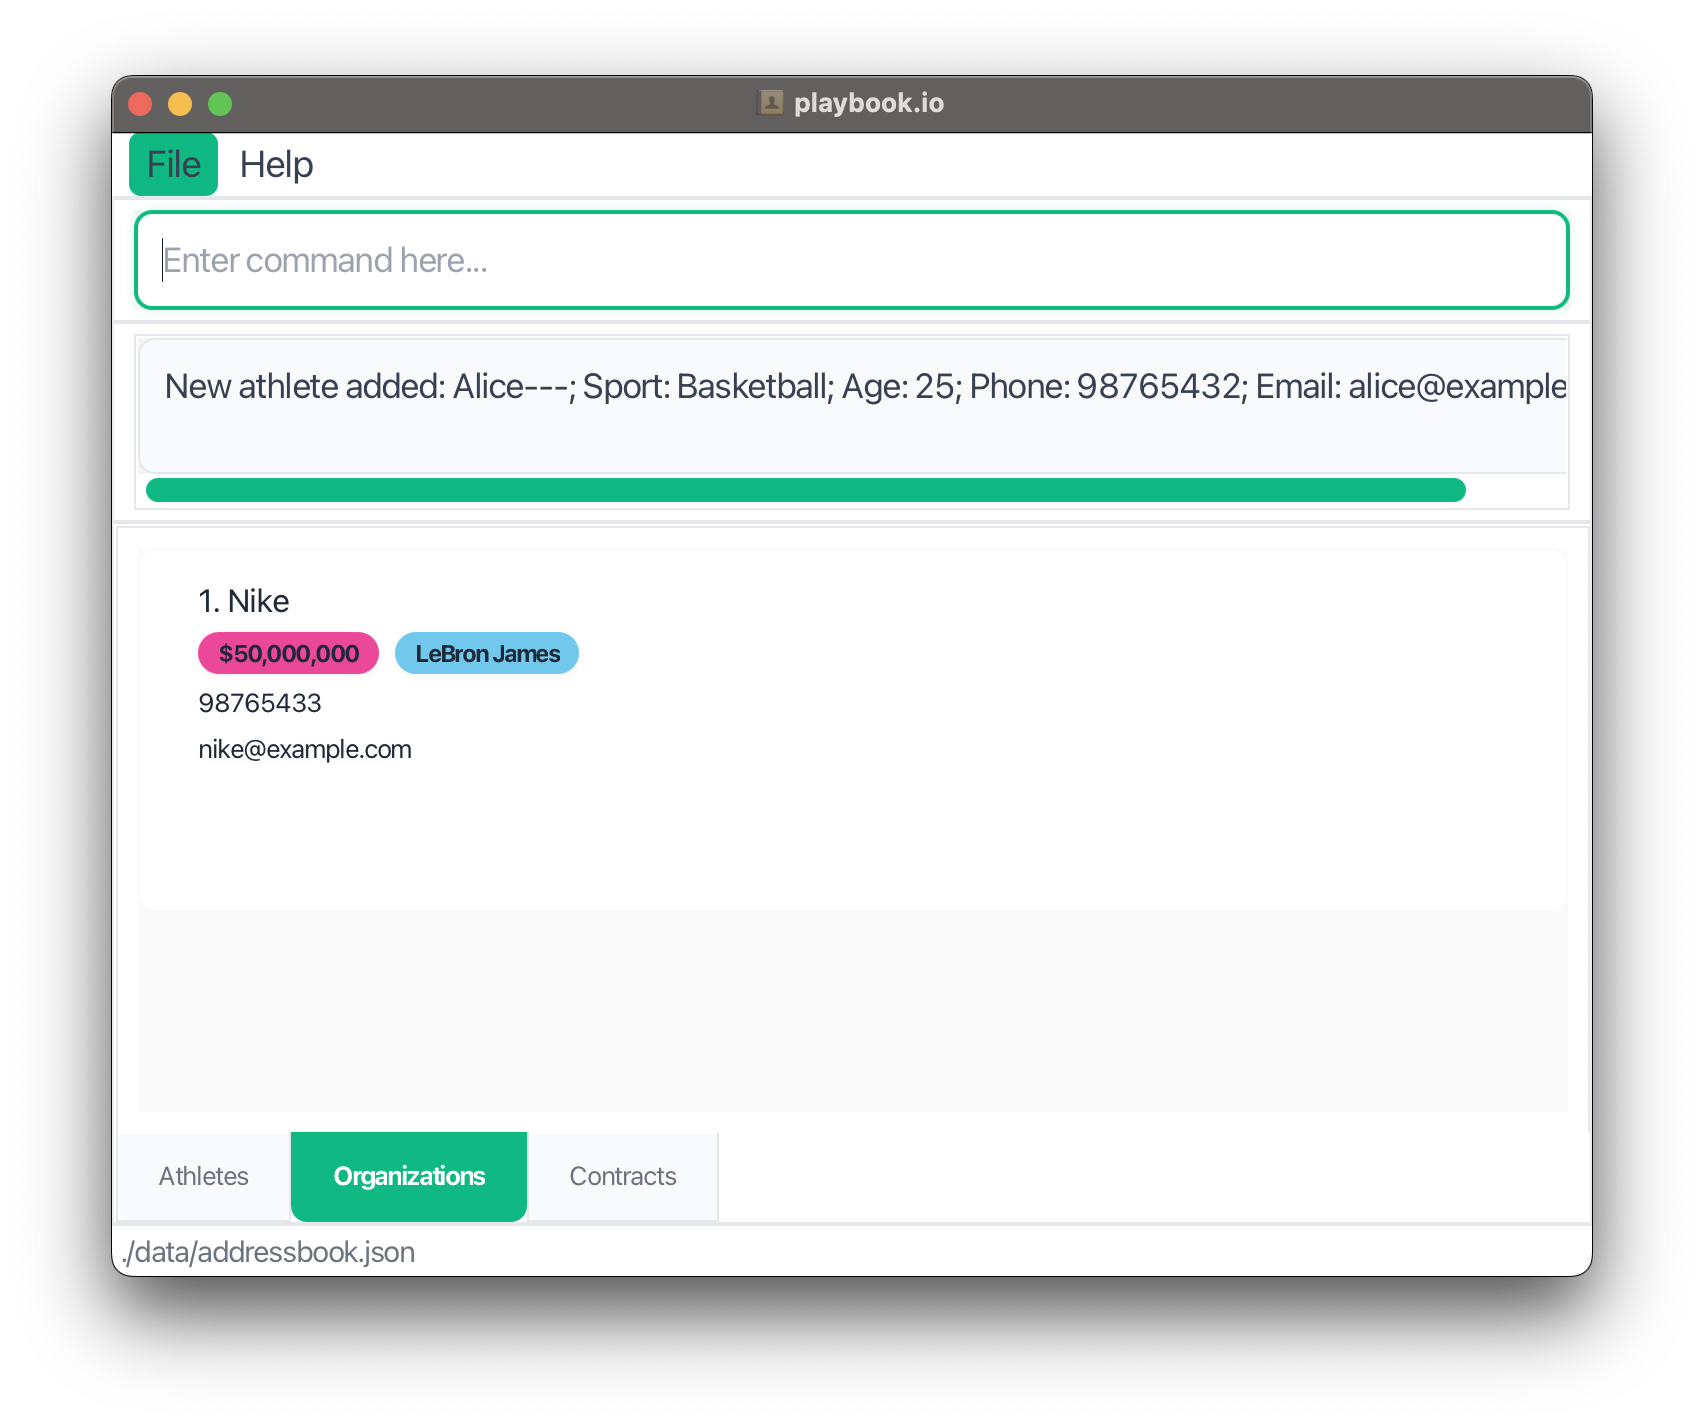 playbook.io
File Help
Enter command here...
New athlete added: Alice---; Sport: Basketball; Age: 25; Phone: 98765432; Email: alice@example
1. Nike
$50,000,000 LeBron James
98765433
nike@example.com
Athletes Organizations Contracts
./data/addressbook.json